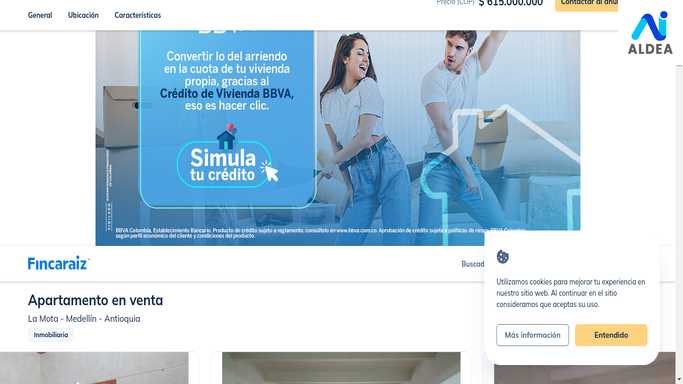 General
Ubicación
Características
Precio (COP) $ 615.000.000
ALDEA
Convertir lo del arriendo
en la cuota de tu vivienda
propia, gracias al
Crédito de Vivienda BBVA,
eso es hacer clic.
Simula
tu crédito
BBVA Colombia, Establecimiento Bancario. Producto de crédito sujeto a reglamento, consúltelo en www.bbva.com.co. Aprobación de crédito sujeta a políticas de riesgo BBVA Colombia
según perfil económico del cliente y condiciones del producto.
Fincaraiz
Apartamento en venta
La Mota - Medellín - Antioquia
Inmobiliaria
Utilizamos cookies para mejorar tu experiencia en
nuestro sitio web. Al continuar en el sitio
consideramos que aceptas su uso.
Más información
Entendido